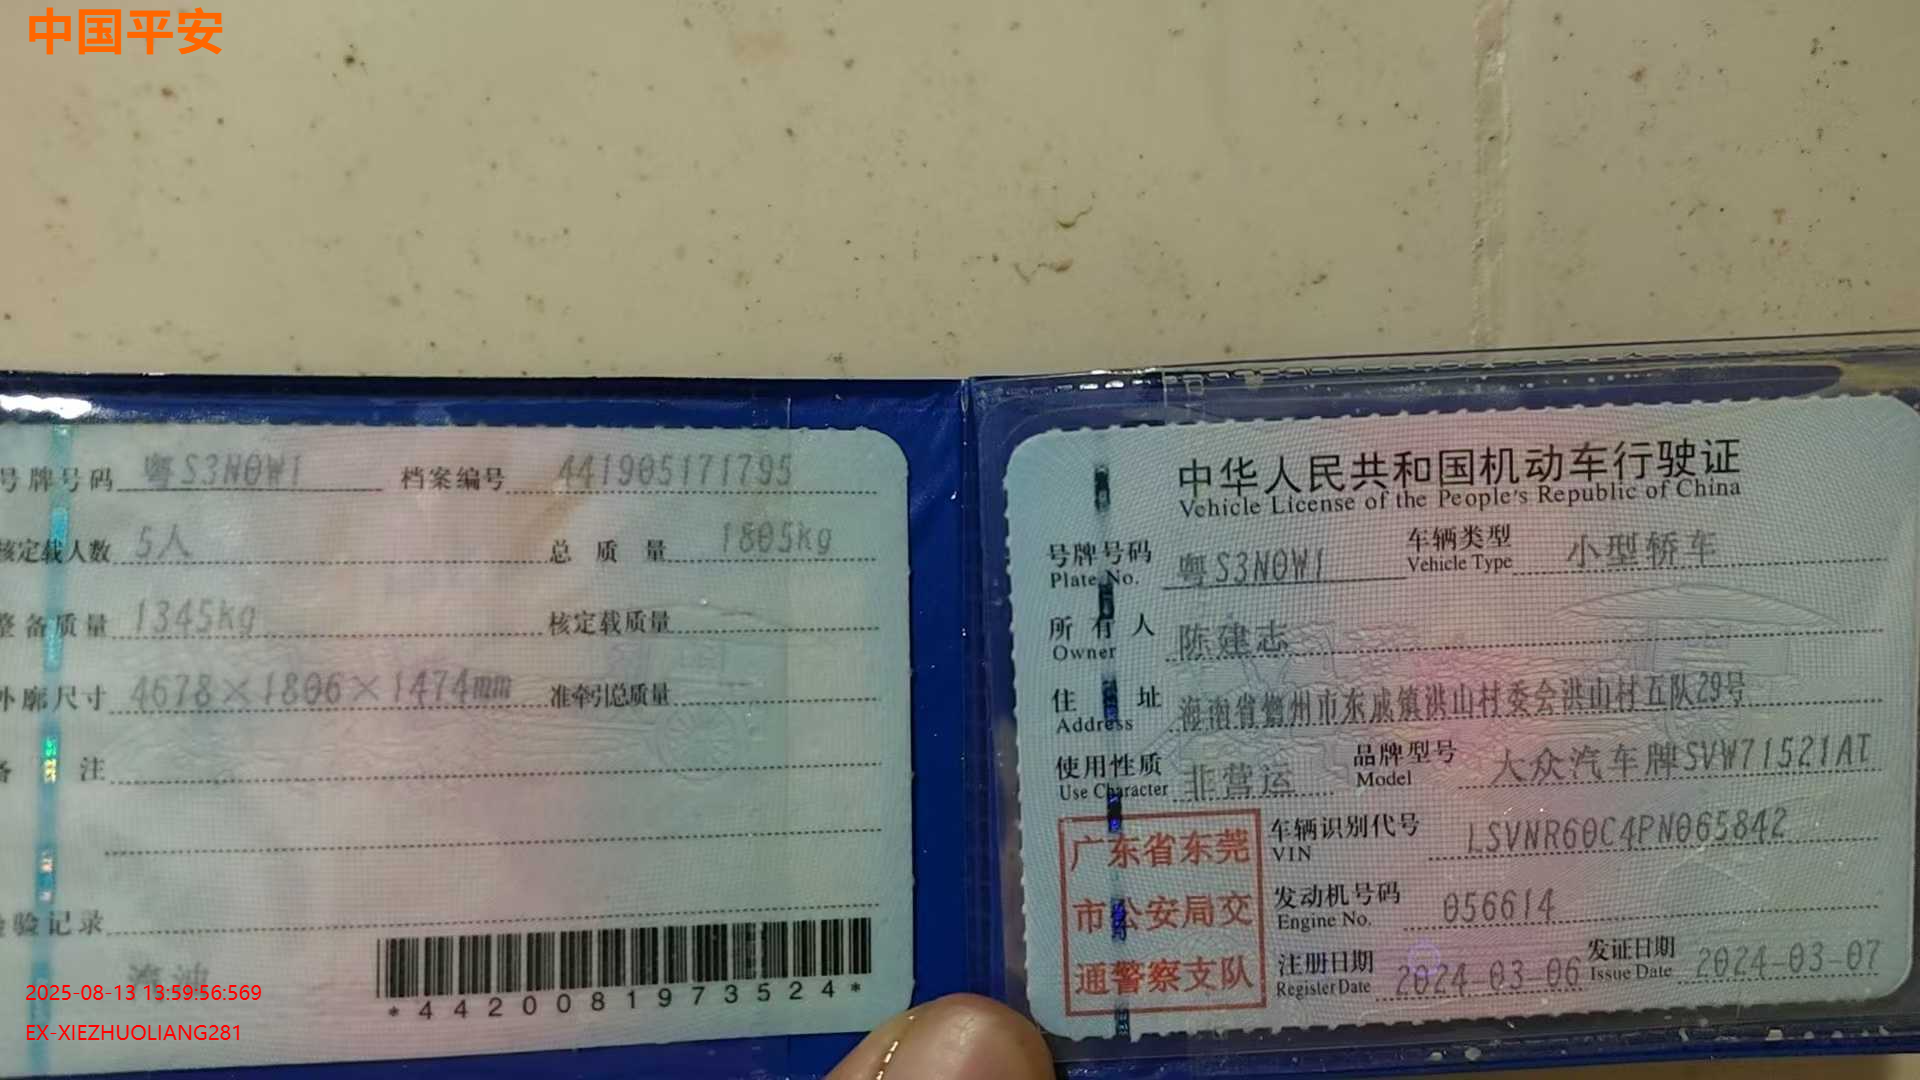 中国平安
号牌号码 粤S3N0W1 档案编号 441905171795
核定载人数 5人 总质量 1805kg
整备质量 1345kg 核定载质量
外廓尺寸 4678×1806×1474mm 准牵引总质量
备注
检验记录
汽油
*4420081973524*
2025-08-13 13:59:56:569
EX-XIEZHUOLIANG281
中华人民共和国机动车行驶证
Vehicle License of the People's Republic of China
号牌号码 粤S3N0W1 车辆类型 小型轿车
Plate No. Vehicle Type
所有人 陈建志
Owner
住址 海南省儋州市东成镇洪山村委会洪山村五队29号
Address
使用性质 非营运 品牌型号 大众汽车牌SVW71521AT
Use Character Model
广东省东莞
市公安局交
通警察支队
车辆识别代号 LSVNR60C4PN065842
VIN
发动机号码 056614
Engine No.
注册日期 2024-03-06 发证日期 2024-03-07
Register Date Issue Date